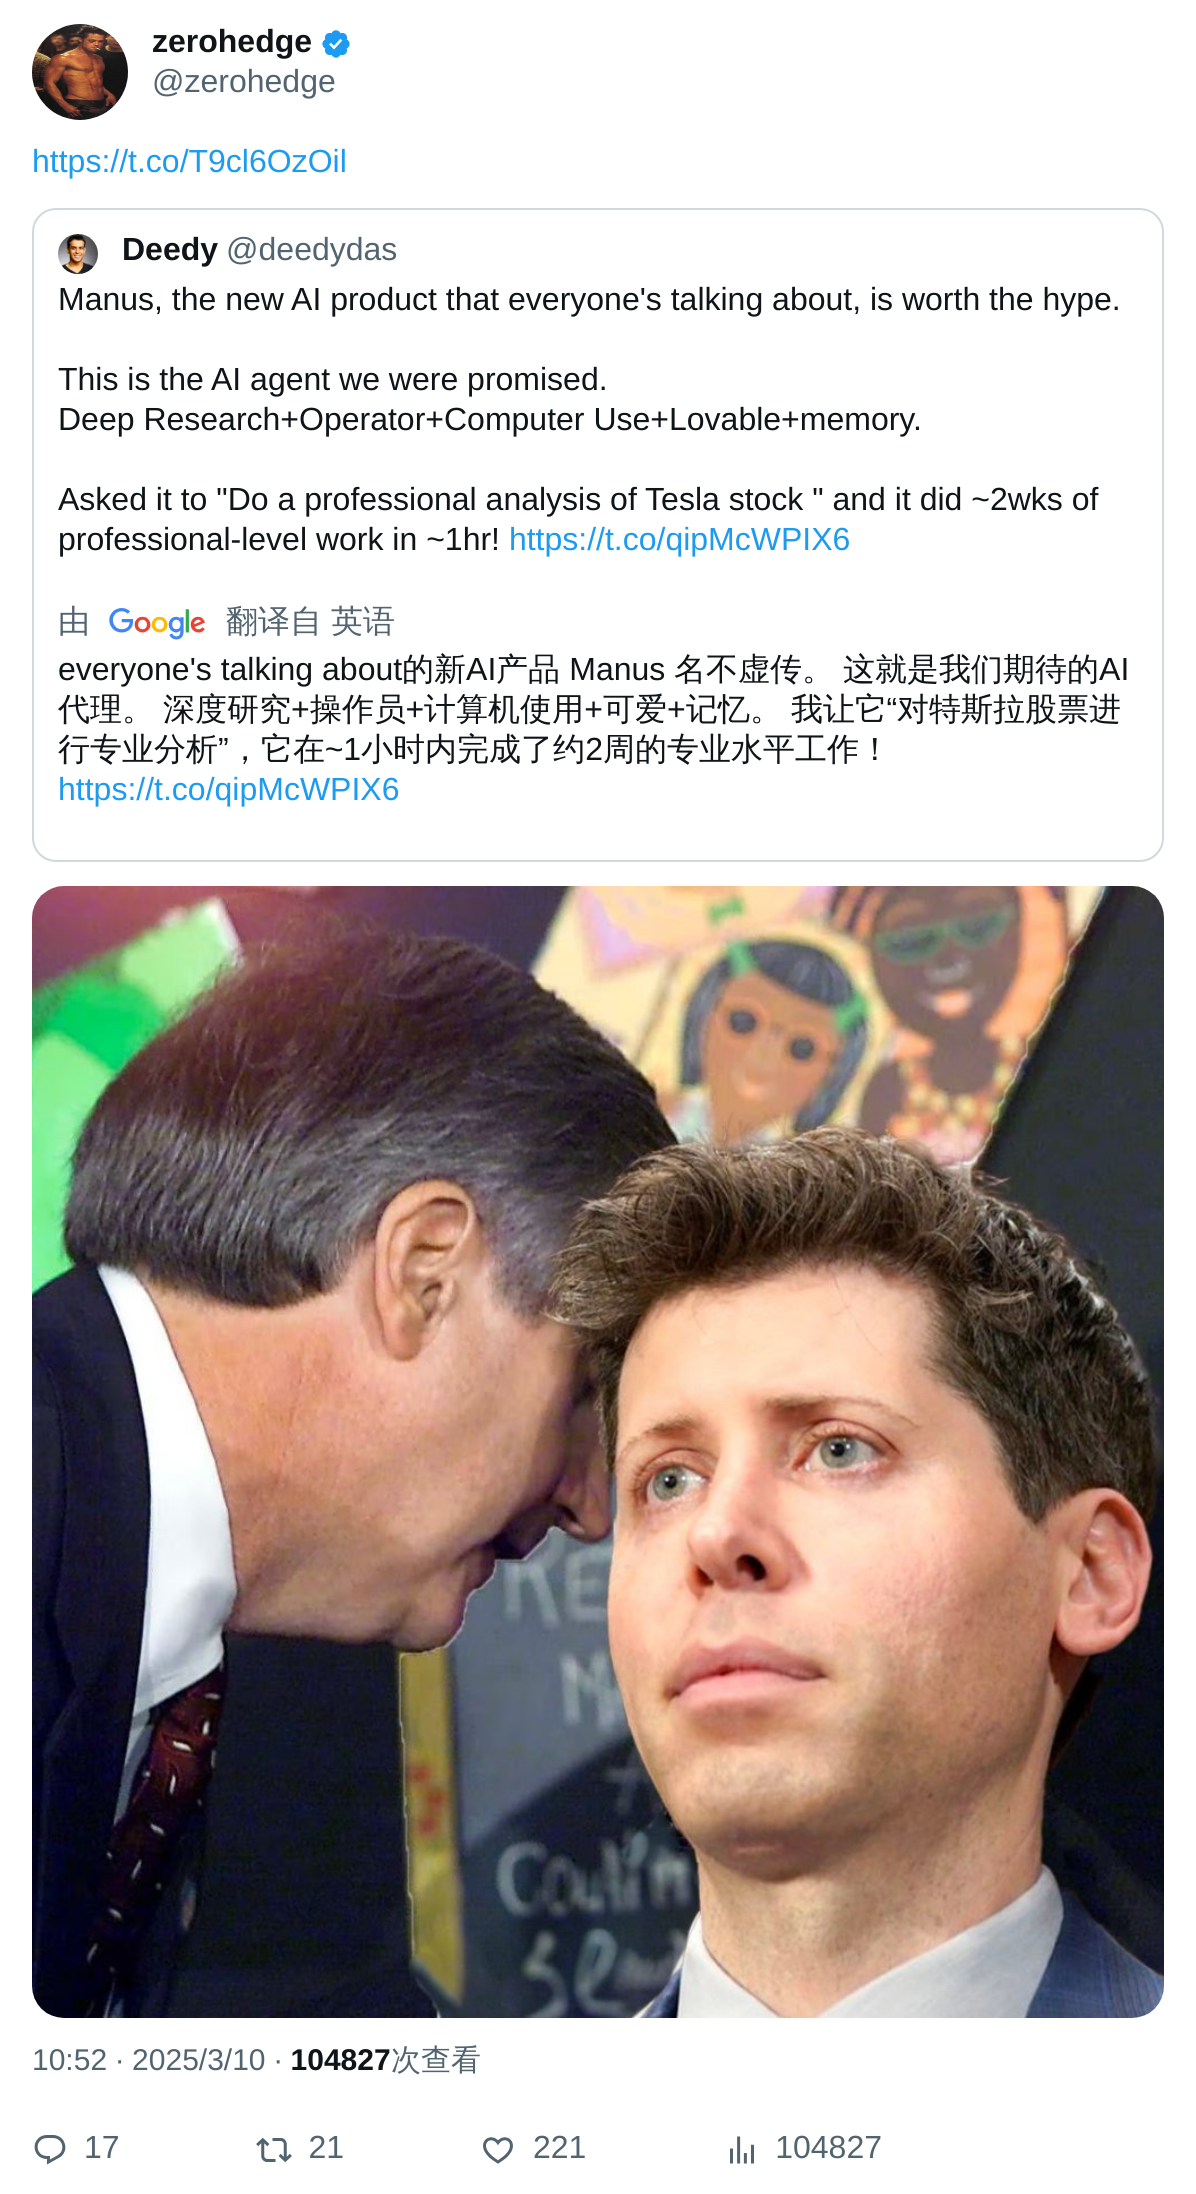 zerohedge
@zerohedge
https://t.co/T9cl6OzOil
Deedy @deedydas
Manus, the new AI product that everyone's talking about, is worth the hype.
This is the AI agent we were promised.
Deep Research+Operator+Computer Use+Lovable+memory.
Asked it to "Do a professional analysis of Tesla stock " and it did ~2wks of
professional-level work in ~1hr! https://t.co/qipMcWPIX6
由 Google 翻译自 英语
everyone's talking about的新AI产品 Manus 名不虚传。 这就是我们期待的AI
代理。 深度研究+操作员+计算机使用+可爱+记忆。 我让它“对特斯拉股票进
行专业分析”，它在~1小时内完成了约2周的专业水平工作！
https://t.co/qipMcWPIX6
RE
10:52 · 2025/3/10 · 104827次查看
17 21 221 104827